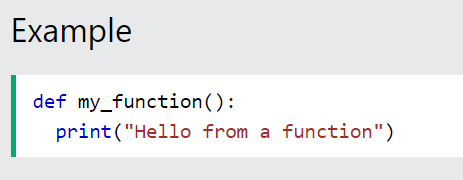 Example
def my_function():
  print("Hello from a function")